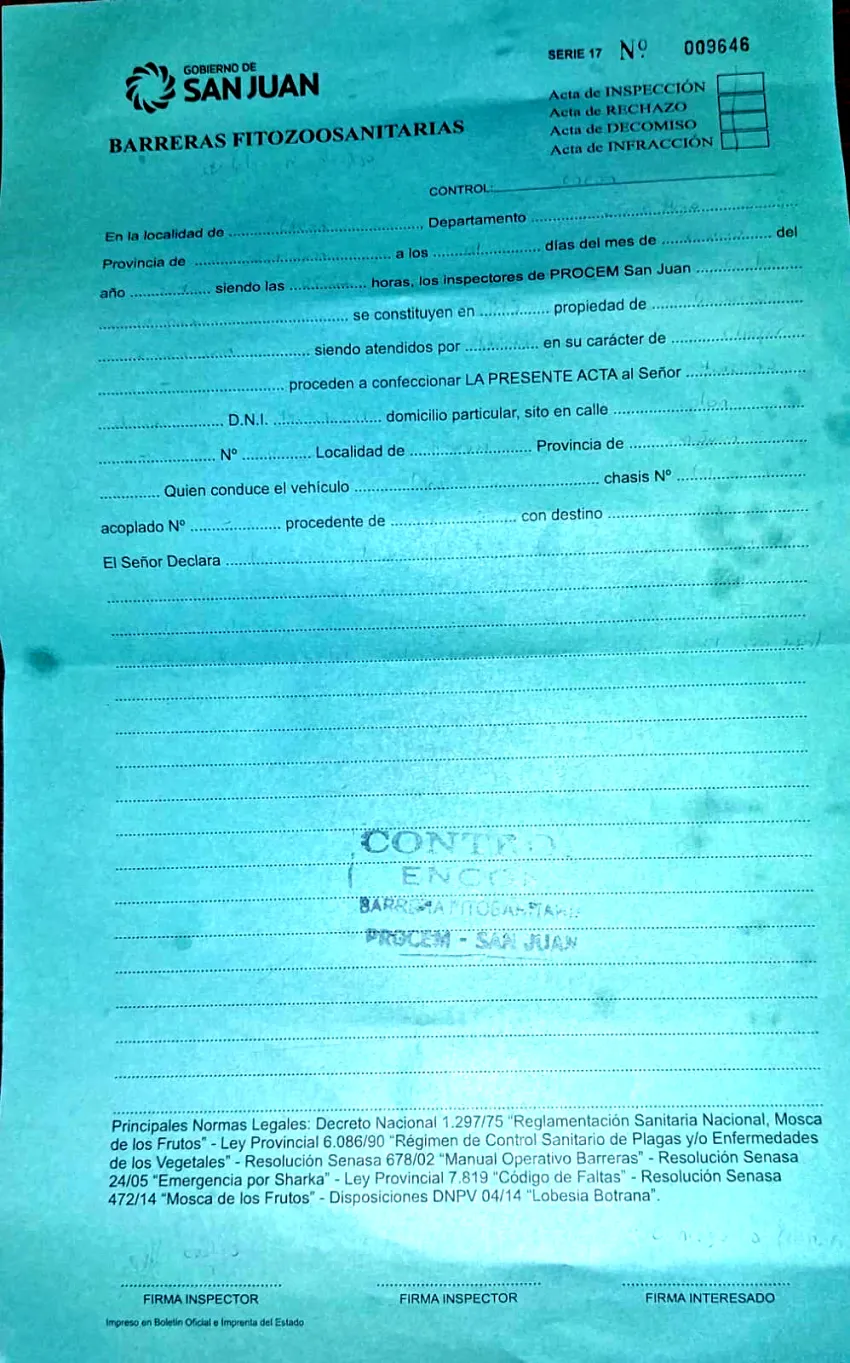 GOBIERNO DE
SAN JUAN
SERIE 17 Nº 009646
Acta de INSPECCIÓN
Acta de RECHAZO
Acta de DECOMISO
Acta de INFRACCIÓN
BARRERAS FITOZOOSANITARIAS
CONTROL:
En la localidad de ........, Departamento ........
Provincia de ........ a los ........ días del mes de ........ del
año ........ siendo las ........ horas, los inspectores de PROCEM San Juan ........
........ se constituyen en ........ propiedad de ........
........ siendo atendidos por ........ en su carácter de ........
........ proceden a confeccionar LA PRESENTE ACTA al Señor ........
........ D.N.I. ........ domicilio particular, sito en calle ........
........ Nº ........ Localidad de ........ Provincia de ........
........ Quien conduce el vehículo ........ chasis Nº ........
acoplado Nº ........ procedente de ........ con destino ........
El Señor Declara ........
CONTRO
ENCO
BARRERA FITOSANITARI
PROCEM - SAN JUAN
Principales Normas Legales: Decreto Nacional 1.297/75 "Reglamentación Sanitaria Nacional, Mosca
de los Frutos" - Ley Provincial 6.086/90 "Régimen de Control Sanitario de Plagas y/o Enfermedades
de los Vegetales" - Resolución Senasa 678/02 "Manual Operativo Barreras" - Resolución Senasa
24/05 "Emergencia por Sharka" - Ley Provincial 7.819 "Código de Faltas" - Resolución Senasa
472/14 "Mosca de los Frutos" - Disposiciones DNPV 04/14 "Lobesia Botrana".
FIRMA INSPECTOR
FIRMA INSPECTOR
FIRMA INTERESADO
Impreso en Boletín Oficial e Imprenta del Estado